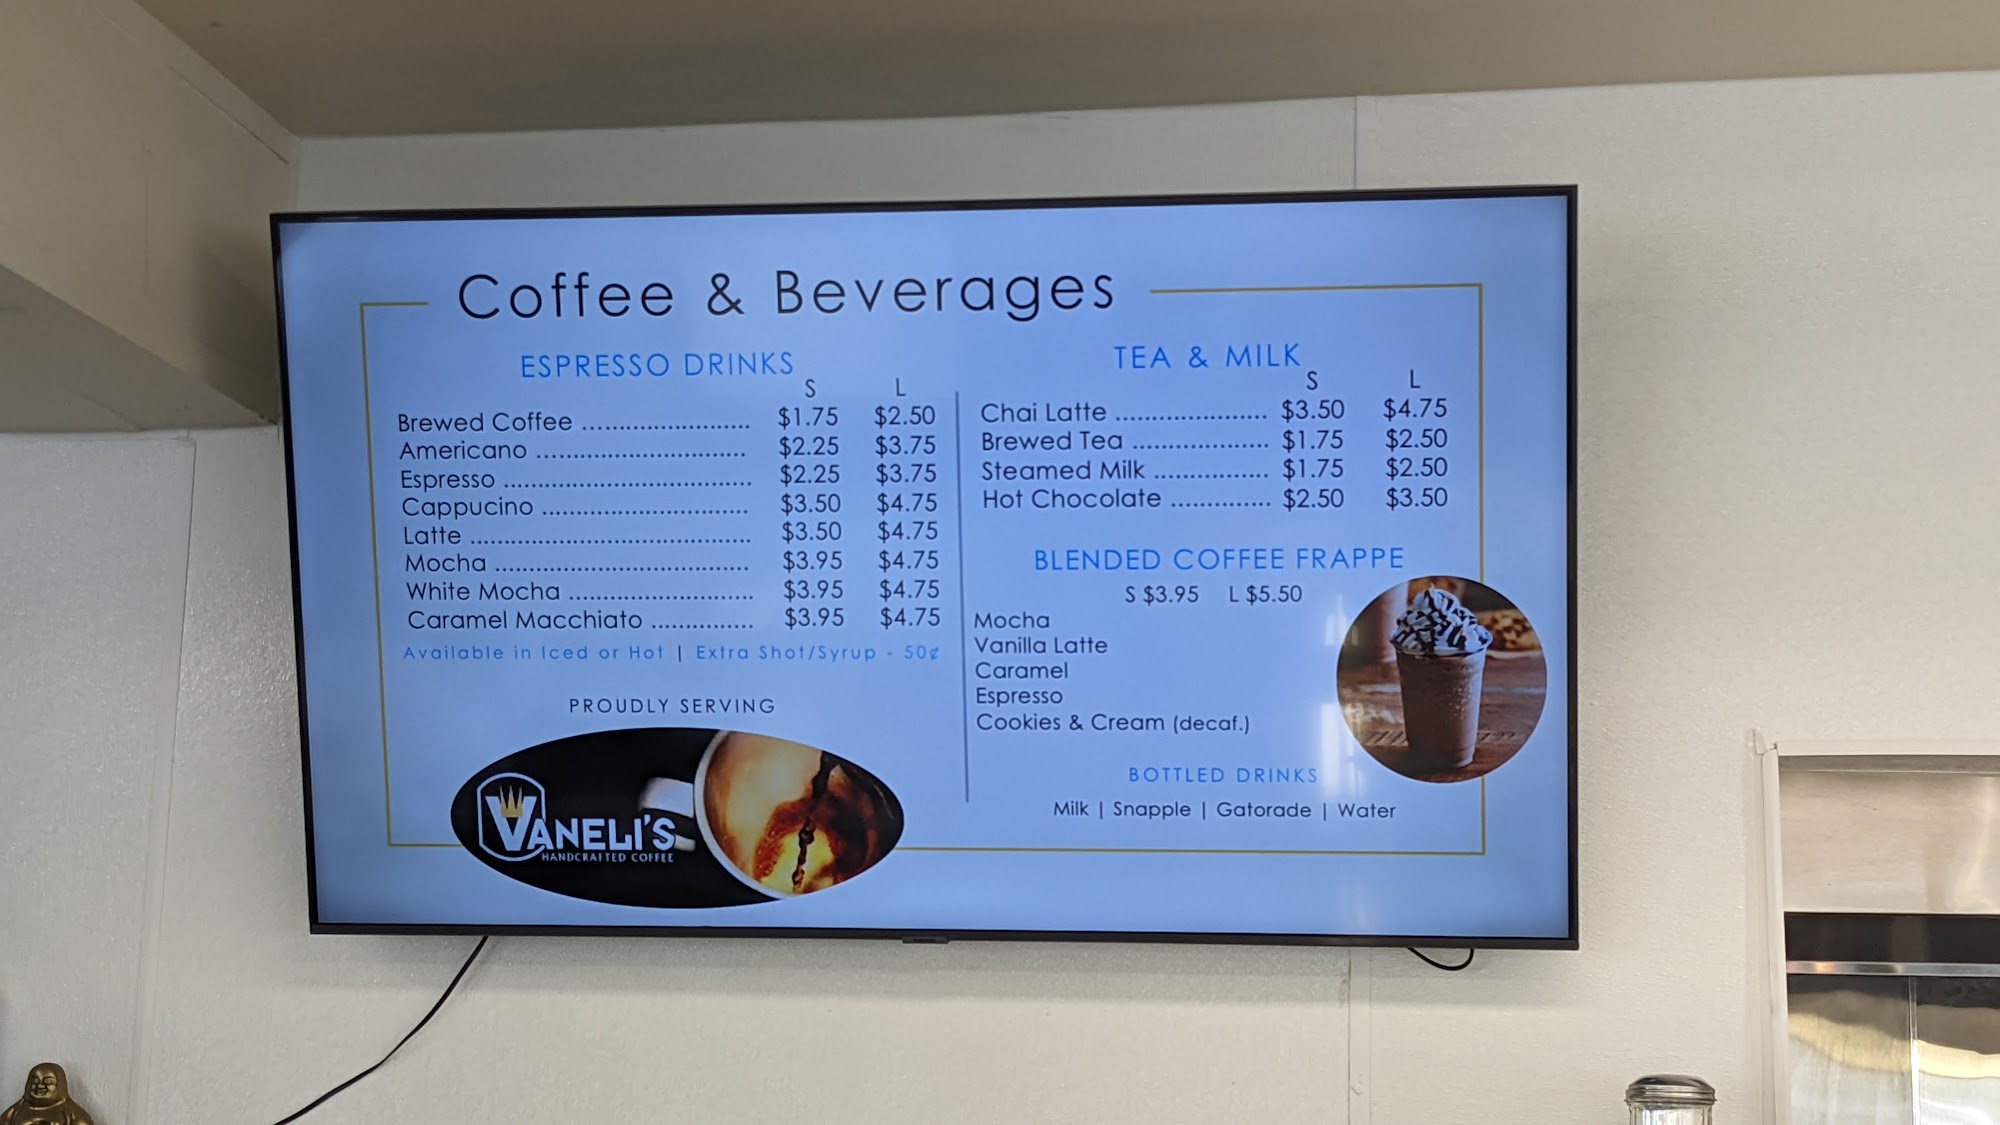 Coffee & Beverages
ESPRESSO DRINKS
S L
Brewed Coffee ....................... $1.75 $2.50
Americano ............................ $2.25 $3.75
Espresso ................................. $2.25 $3.75
Cappucino ............................ $3.50 $4.75
Latte ...................................... $3.50 $4.75
Mocha .................................. $3.95 $4.75
White Mocha ......................... $3.95 $4.75
Caramel Macchiato .............. $3.95 $4.75
Available in Iced or Hot | Extra Shot/Syrup - 50¢
PROUDLY SERVING
VANELI'S
HANDCRAFTED COFFEE
TEA & MILK
S L
Chai Latte ..................... $3.50 $4.75
Brewed Tea ................... $1.75 $2.50
Steamed Milk ................ $1.75 $2.50
Hot Chocolate .............. $2.50 $3.50
BLENDED COFFEE FRAPPE
S $3.95 L $5.50
Mocha
Vanilla Latte
Caramel
Espresso
Cookies & Cream (decaf.)
BOTTLED DRINKS
Milk | Snapple | Gatorade | Water